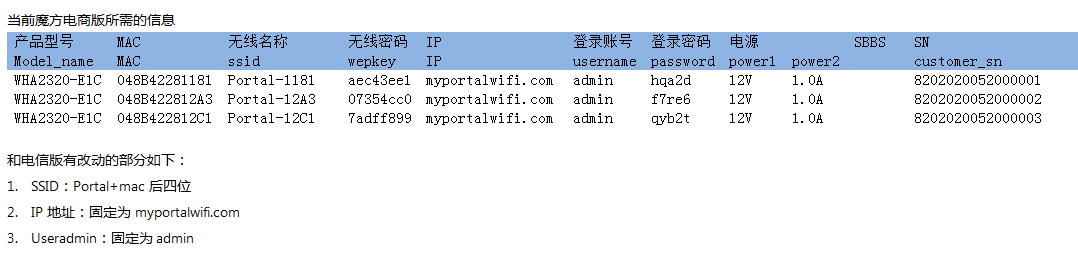 当前魔方电商版所需的信息
产品型号 MAC 无线名称 无线密码 IP 登录账号 登录密码 电源 SBBS SN
Model_name MAC ssid wepkey IP username password power1 power2 customer_sn
WHA2320-E1C 048B42281181 Portal-1181 aec43ee1 myportalwifi.com admin hqa2d 12V 1.0A 8202020052000001
WHA2320-E1C 048B422812A3 Portal-12A3 07354cc0 myportalwifi.com admin f7re6 12V 1.0A 8202020052000002
WHA2320-E1C 048B422812C1 Portal-12C1 7adff899 myportalwifi.com admin qyb2t 12V 1.0A 8202020052000003
和电信版有改动的部分如下：
1. SSID：Portal+mac 后四位
2. IP 地址：固定为 myportalwifi.com
3. Useradmin：固定为 admin